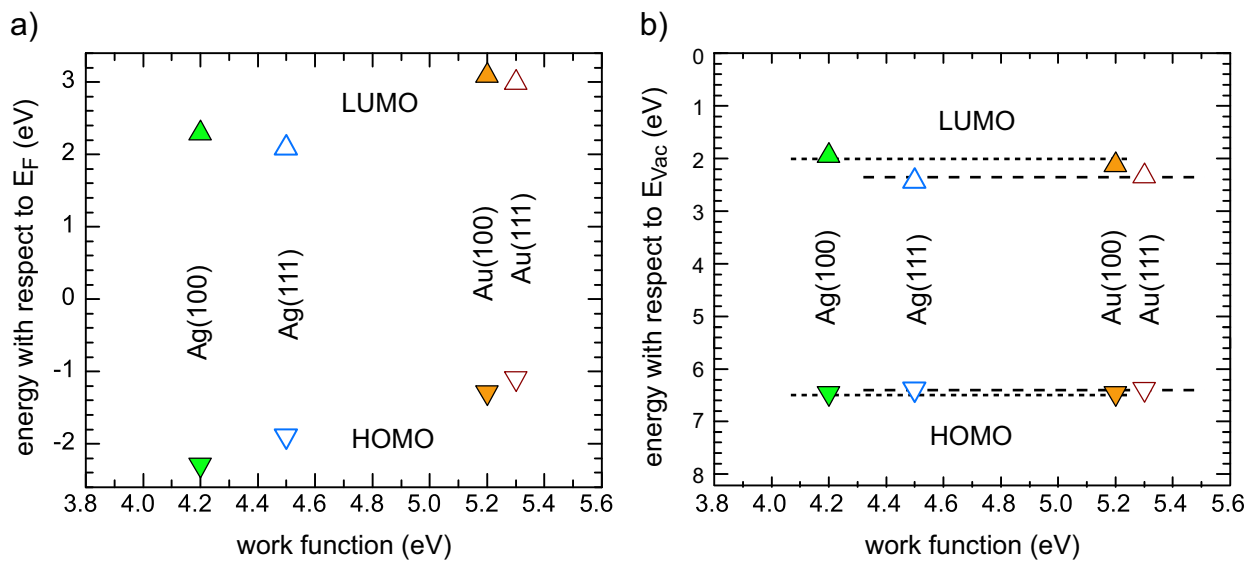 a)
energy with respect to E_F (eV)
3
2
1
0
-1
-2
LUMO
Ag(100)
Ag(111)
Au(100)
Au(111)
HOMO
3.8 4.0 4.2 4.4 4.6 4.8 5.0 5.2 5.4 5.6
work function (eV)
b)
energy with respect to E_Vac (eV)
0
1
2
3
4
5
6
7
8
LUMO
Ag(100)
Ag(111)
Au(100)
Au(111)
HOMO
3.8 4.0 4.2 4.4 4.6 4.8 5.0 5.2 5.4 5.6
work function (eV)